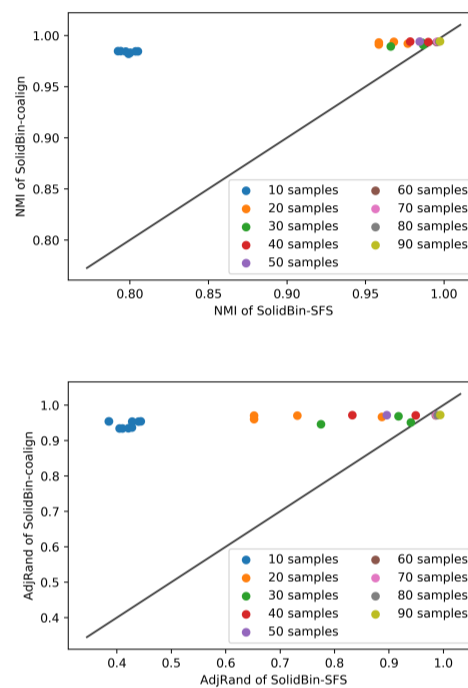 1.00
0.95
0.90
0.85
0.80
NMI of SolidBin-coalign
10 samples
20 samples
30 samples
40 samples
50 samples
60 samples
70 samples
80 samples
90 samples
0.80 0.85 0.90 0.95 1.00
NMI of SolidBin-SFS
1.0
0.9
0.8
0.7
0.6
0.5
0.4
AdjRand of SolidBin-coalign
10 samples
20 samples
30 samples
40 samples
50 samples
60 samples
70 samples
80 samples
90 samples
0.4 0.5 0.6 0.7 0.8 0.9 1.0
AdjRand of SolidBin-SFS